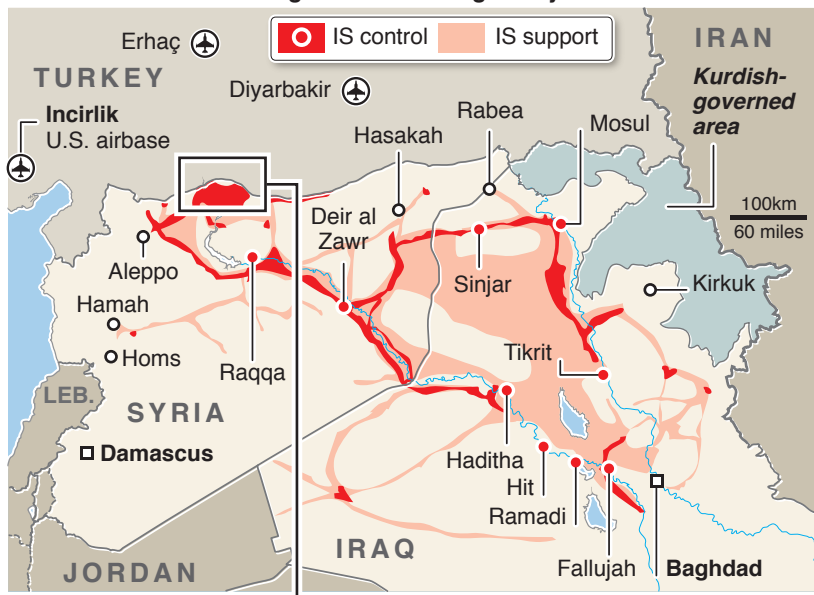 IS control
IS support
Erhaç
TURKEY
IRAN
Diyarbakir
Kurdish-
governed
area
Incirlik
U.S. airbase
Hasakah
Rabea
Mosul
100km
60 miles
Deir al
Zawr
Aleppo
Sinjar
Kirkuk
Hamah
Homs
Raqqa
Tikrit
LEB.
SYRIA
Damascus
Haditha
Hit
Ramadi
IRAQ
JORDAN
Fallujah
Baghdad